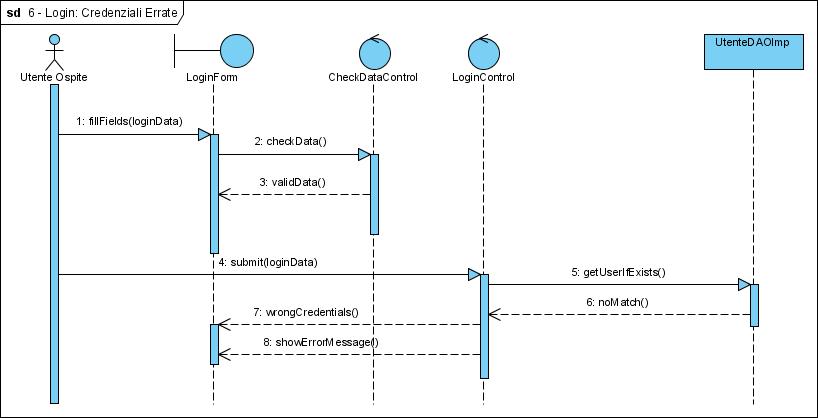 sd 6 - Login: Credenziali Errate
Utente Ospite
LoginForm
CheckDataControl
LoginControl
UtenteDAOImp
1: fillFields(loginData)
2: checkData()
3: validData()
4: submit(loginData)
5: getUserIfExists()
6: noMatch()
7: wrongCredentials()
8: showErrorMessage()